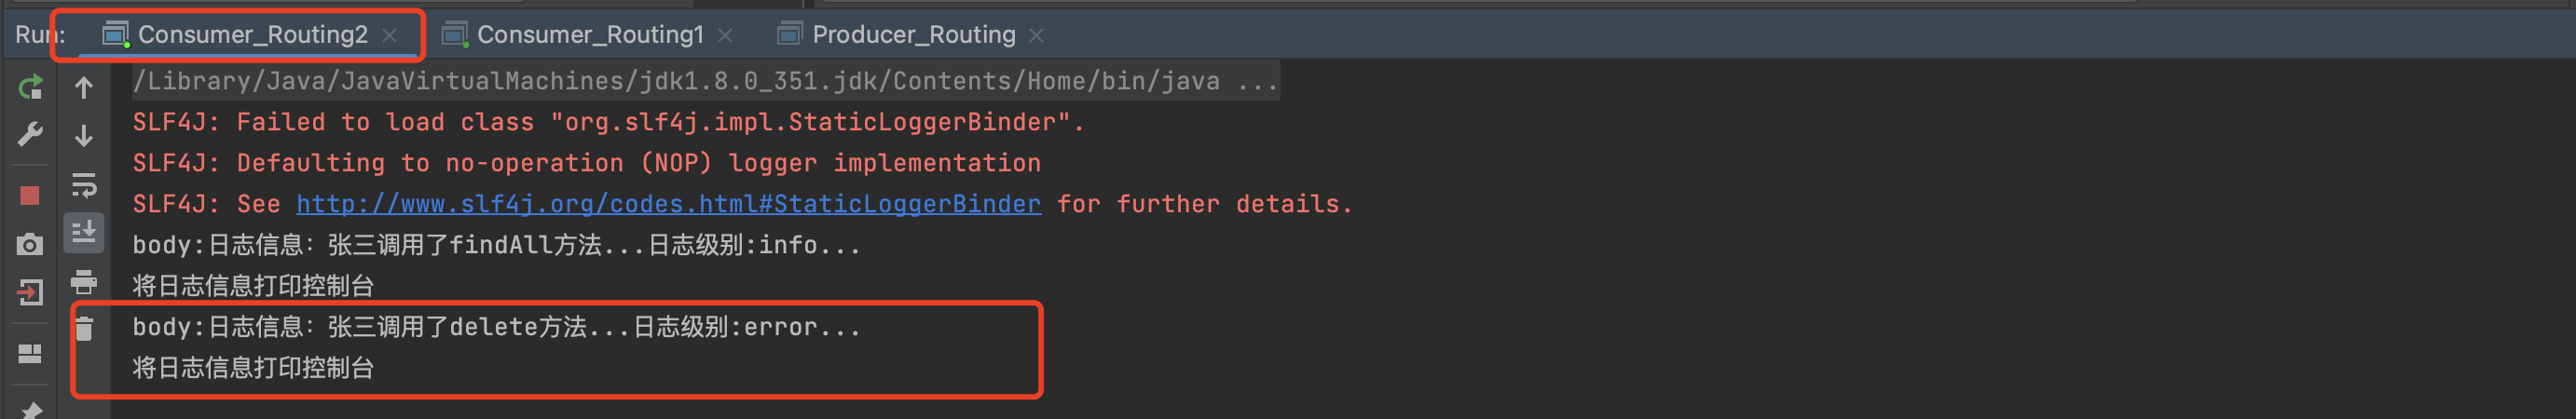 Run: Consumer_Routing2 Consumer_Routing1 Producer_Routing
/Library/Java/JavaVirtualMachines/jdk1.8.0_351.jdk/Contents/Home/bin/java ...
SLF4J: Failed to load class "org.slf4j.impl.StaticLoggerBinder".
SLF4J: Defaulting to no-operation (NOP) logger implementation
SLF4J: See http://www.slf4j.org/codes.html#StaticLoggerBinder for further details.
body:日志信息：张三调用了findAll方法...日志级别:info...
将日志信息打印控制台
body:日志信息：张三调用了delete方法...日志级别:error...
将日志信息打印控制台